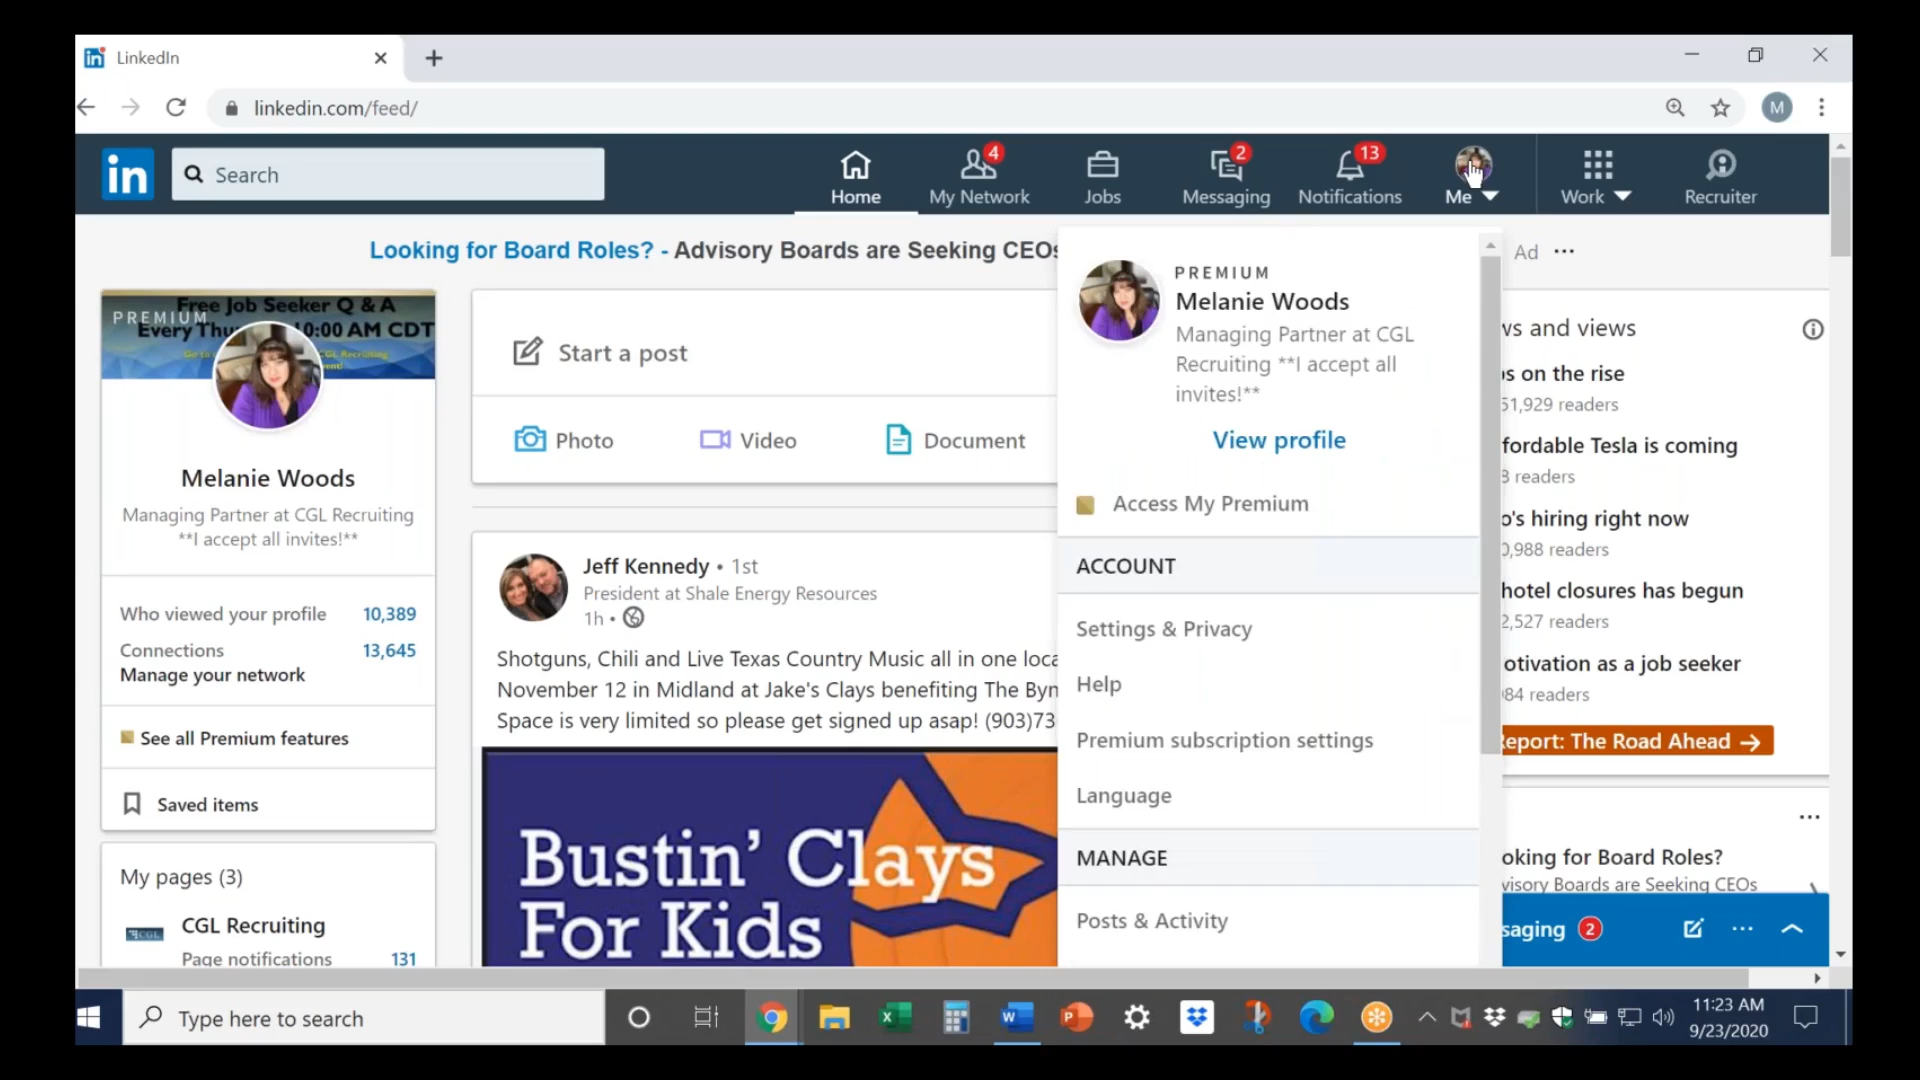 LinkedIn
linkedin.com/feed/
M
in
Search
Home
4
My Network
Jobs
2
Messaging
13
Notifications
Me
Work
Recruiter
Looking for Board Roles? - Advisory Boards are Seeking CEOs
Ad
Free Job Seeker Q & A
PREMIUM
Every Thu 10:00 AM CDT
Melanie Woods
Managing Partner at CGL Recruiting
**I accept all invites!**
Who viewed your profile 10,389
Connections 13,645
Manage your network
See all Premium features
Saved items
My pages (3)
CGL
CGL Recruiting
Page notifications 131
Start a post
Photo
Video
Document
Jeff Kennedy • 1st
President at Shale Energy Resources
1h •
Shotguns, Chili and Live Texas Country Music all in one loca
November 12 in Midland at Jake's Clays benefiting The Byn
Space is very limited so please get signed up asap! (903)73
Bustin' Clays
For Kids
PREMIUM
Melanie Woods
Managing Partner at CGL
Recruiting **I accept all
invites!**
View profile
Access My Premium
ACCOUNT
Settings & Privacy
Help
Premium subscription settings
Language
MANAGE
Posts & Activity
ws and views
s on the rise
51,929 readers
fordable Tesla is coming
8 readers
o's hiring right now
0,988 readers
hotel closures has begun
2,527 readers
otivation as a job seeker
84 readers
eport: The Road Ahead →
oking for Board Roles?
visory Boards are Seeking CEOs
saging 2
Type here to search
11:23 AM
9/23/2020